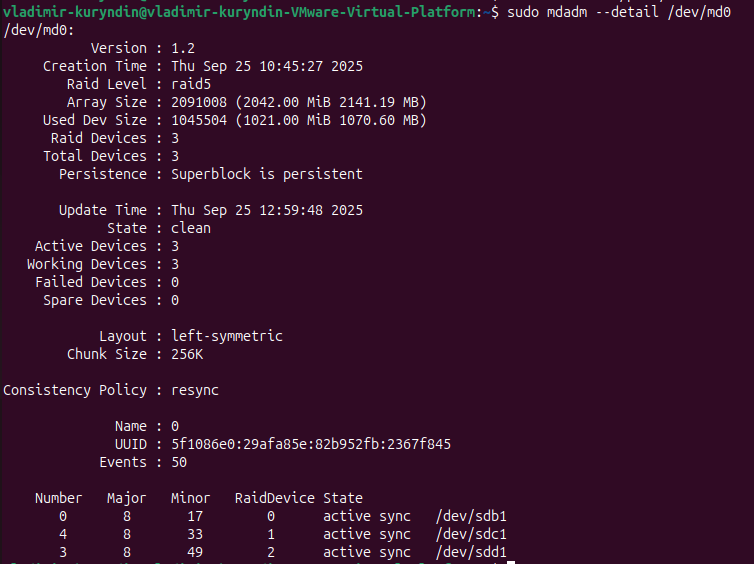 vladimir-kuryndin@vladimir-kuryndin-VMware-Virtual-Platform:~$ sudo mdadm --detail /dev/md0
/dev/md0:
           Version : 1.2
     Creation Time : Thu Sep 25 10:45:27 2025
        Raid Level : raid5
        Array Size : 2091008 (2042.00 MiB 2141.19 MB)
     Used Dev Size : 1045504 (1021.00 MiB 1070.60 MB)
      Raid Devices : 3
     Total Devices : 3
       Persistence : Superblock is persistent

       Update Time : Thu Sep 25 12:59:48 2025
             State : clean
    Active Devices : 3
   Working Devices : 3
    Failed Devices : 0
     Spare Devices : 0

            Layout : left-symmetric
        Chunk Size : 256K

Consistency Policy : resync

              Name : 0
              UUID : 5f1086e0:29afa85e:82b952fb:2367f845
            Events : 50

    Number   Major   Minor   RaidDevice State
       0       8       17        0      active sync   /dev/sdb1
       4       8       33        1      active sync   /dev/sdc1
       3       8       49        2      active sync   /dev/sdd1